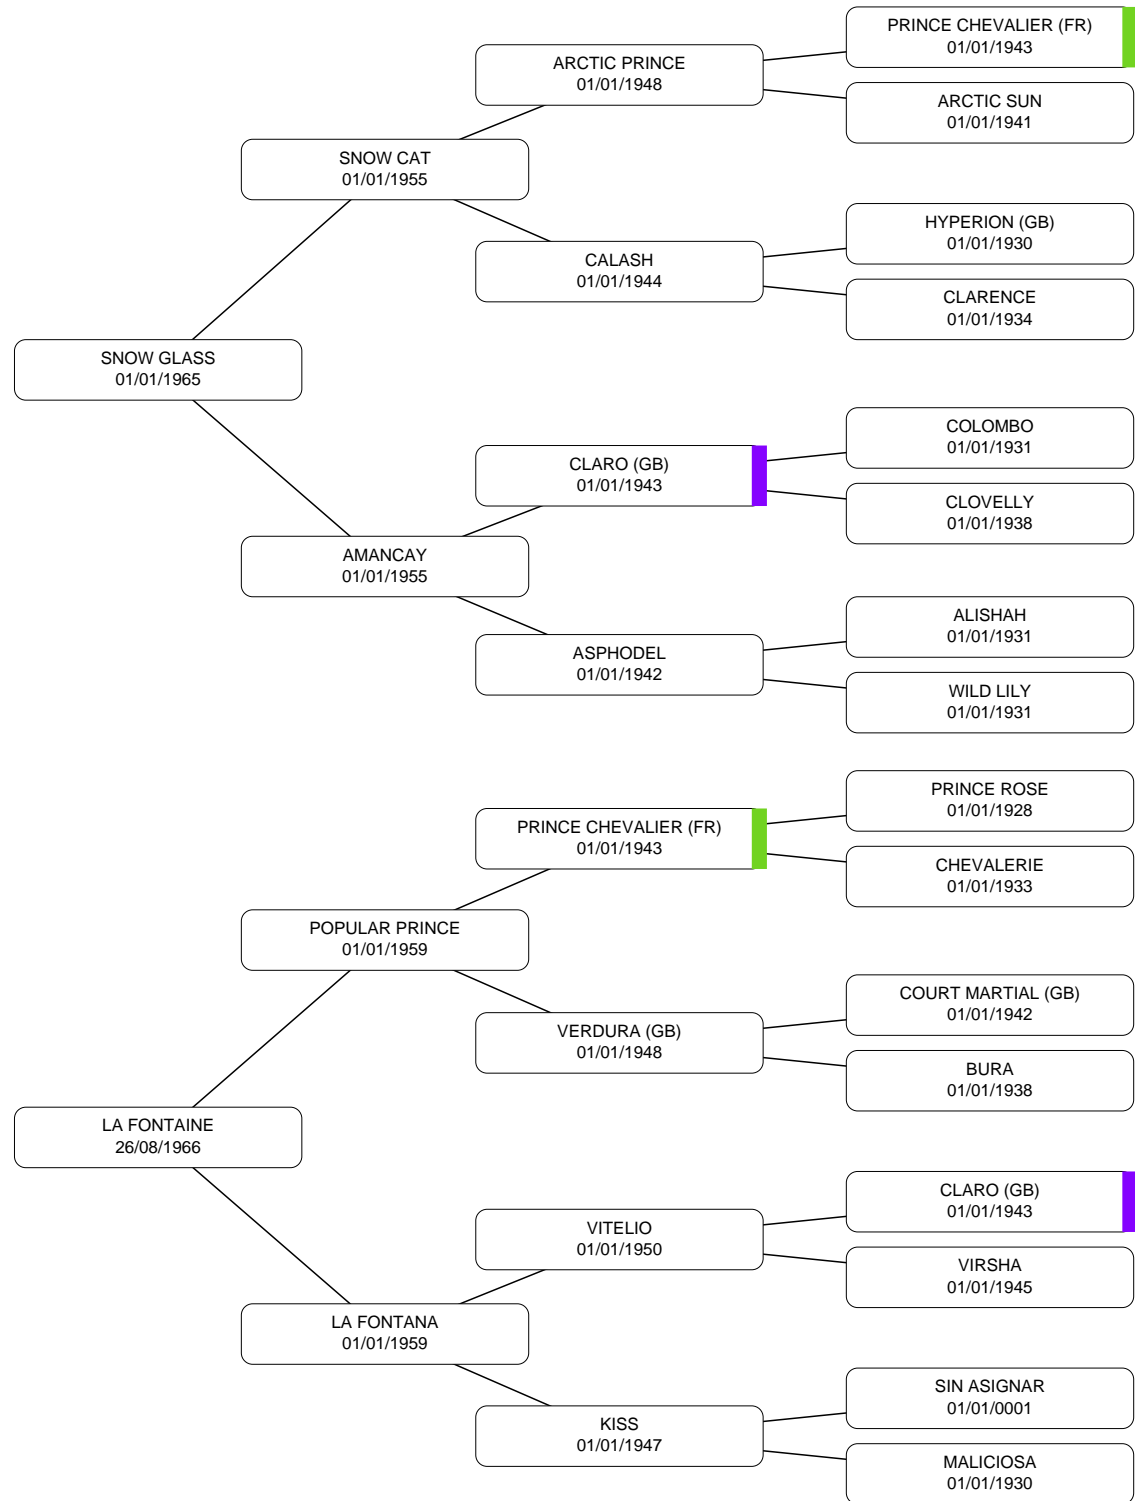 PRINCE CHEVALIER (FR)
01/01/1943
ARCTIC PRINCE
01/01/1948
ARCTIC SUN
01/01/1941
SNOW CAT
01/01/1955
HYPERION (GB)
01/01/1930
CALASH
01/01/1944
CLARENCE
01/01/1934
SNOW GLASS
01/01/1965
COLOMBO
01/01/1931
CLARO (GB)
01/01/1943
CLOVELLY
01/01/1938
AMANCAY
01/01/1955
ALISHAH
01/01/1931
ASPHODEL
01/01/1942
WILD LILY
01/01/1931
PRINCE ROSE
01/01/1928
PRINCE CHEVALIER (FR)
01/01/1943
CHEVALERIE
01/01/1933
POPULAR PRINCE
01/01/1959
COURT MARTIAL (GB)
01/01/1942
VERDURA (GB)
01/01/1948
BURA
01/01/1938
LA FONTAINE
26/08/1966
CLARO (GB)
01/01/1943
VITELIO
01/01/1950
VIRSHA
01/01/1945
LA FONTANA
01/01/1959
SIN ASIGNAR
01/01/0001
KISS
01/01/1947
MALICIOSA
01/01/1930